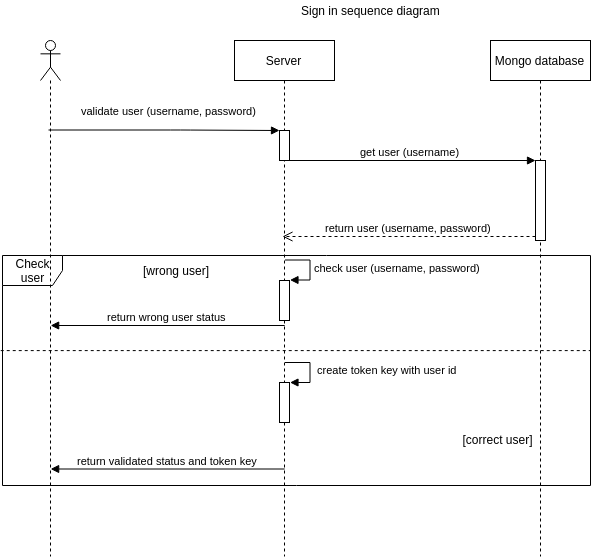 Sign in sequence diagram
Server
Mongo database
validate user (username, password)
get user (username)
return user (username, password)
Check
user
[wrong user]
check user (username, password)
return wrong user status
create token key with user id
[correct user]
return validated status and token key